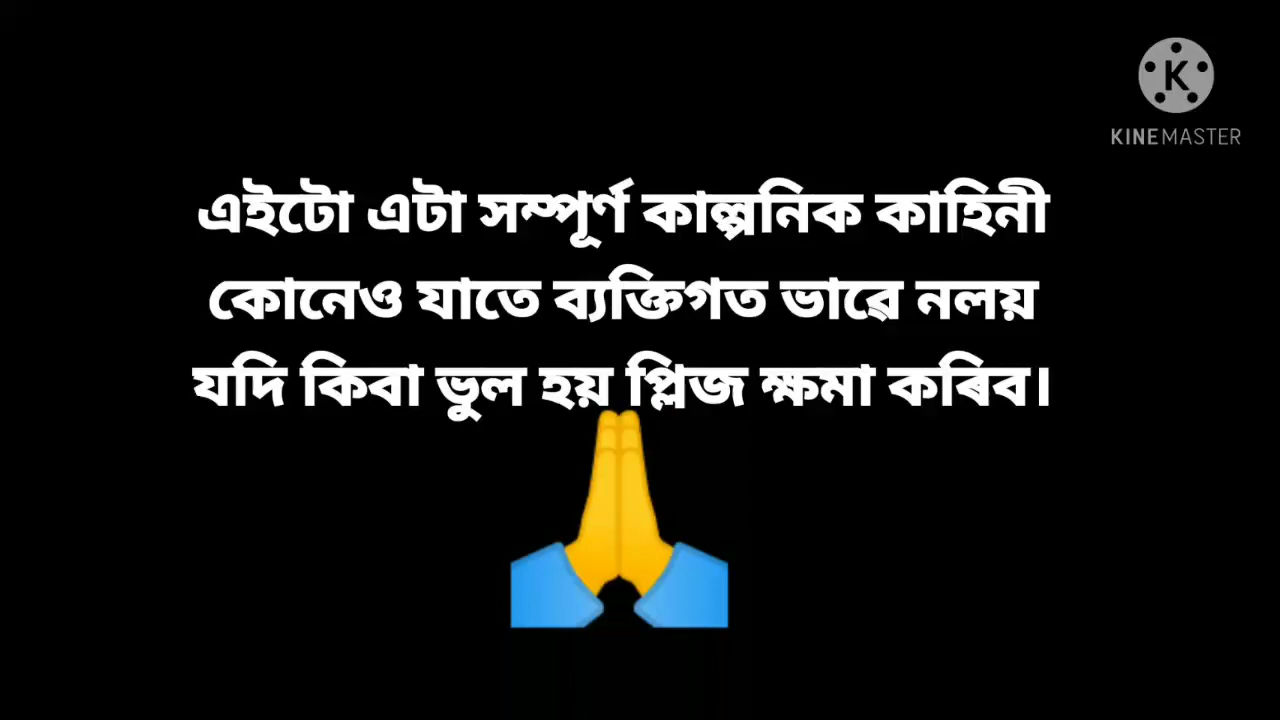 KINEMASTER
এইটো এটা সম্পূৰ্ণ কাল্পনিক কাহিনী
কোনেও যাতে ব্যক্তিগত ভাৱে নলয়
যদি কিবা ভুল হয় প্লিজ ক্ষমা কৰিব।